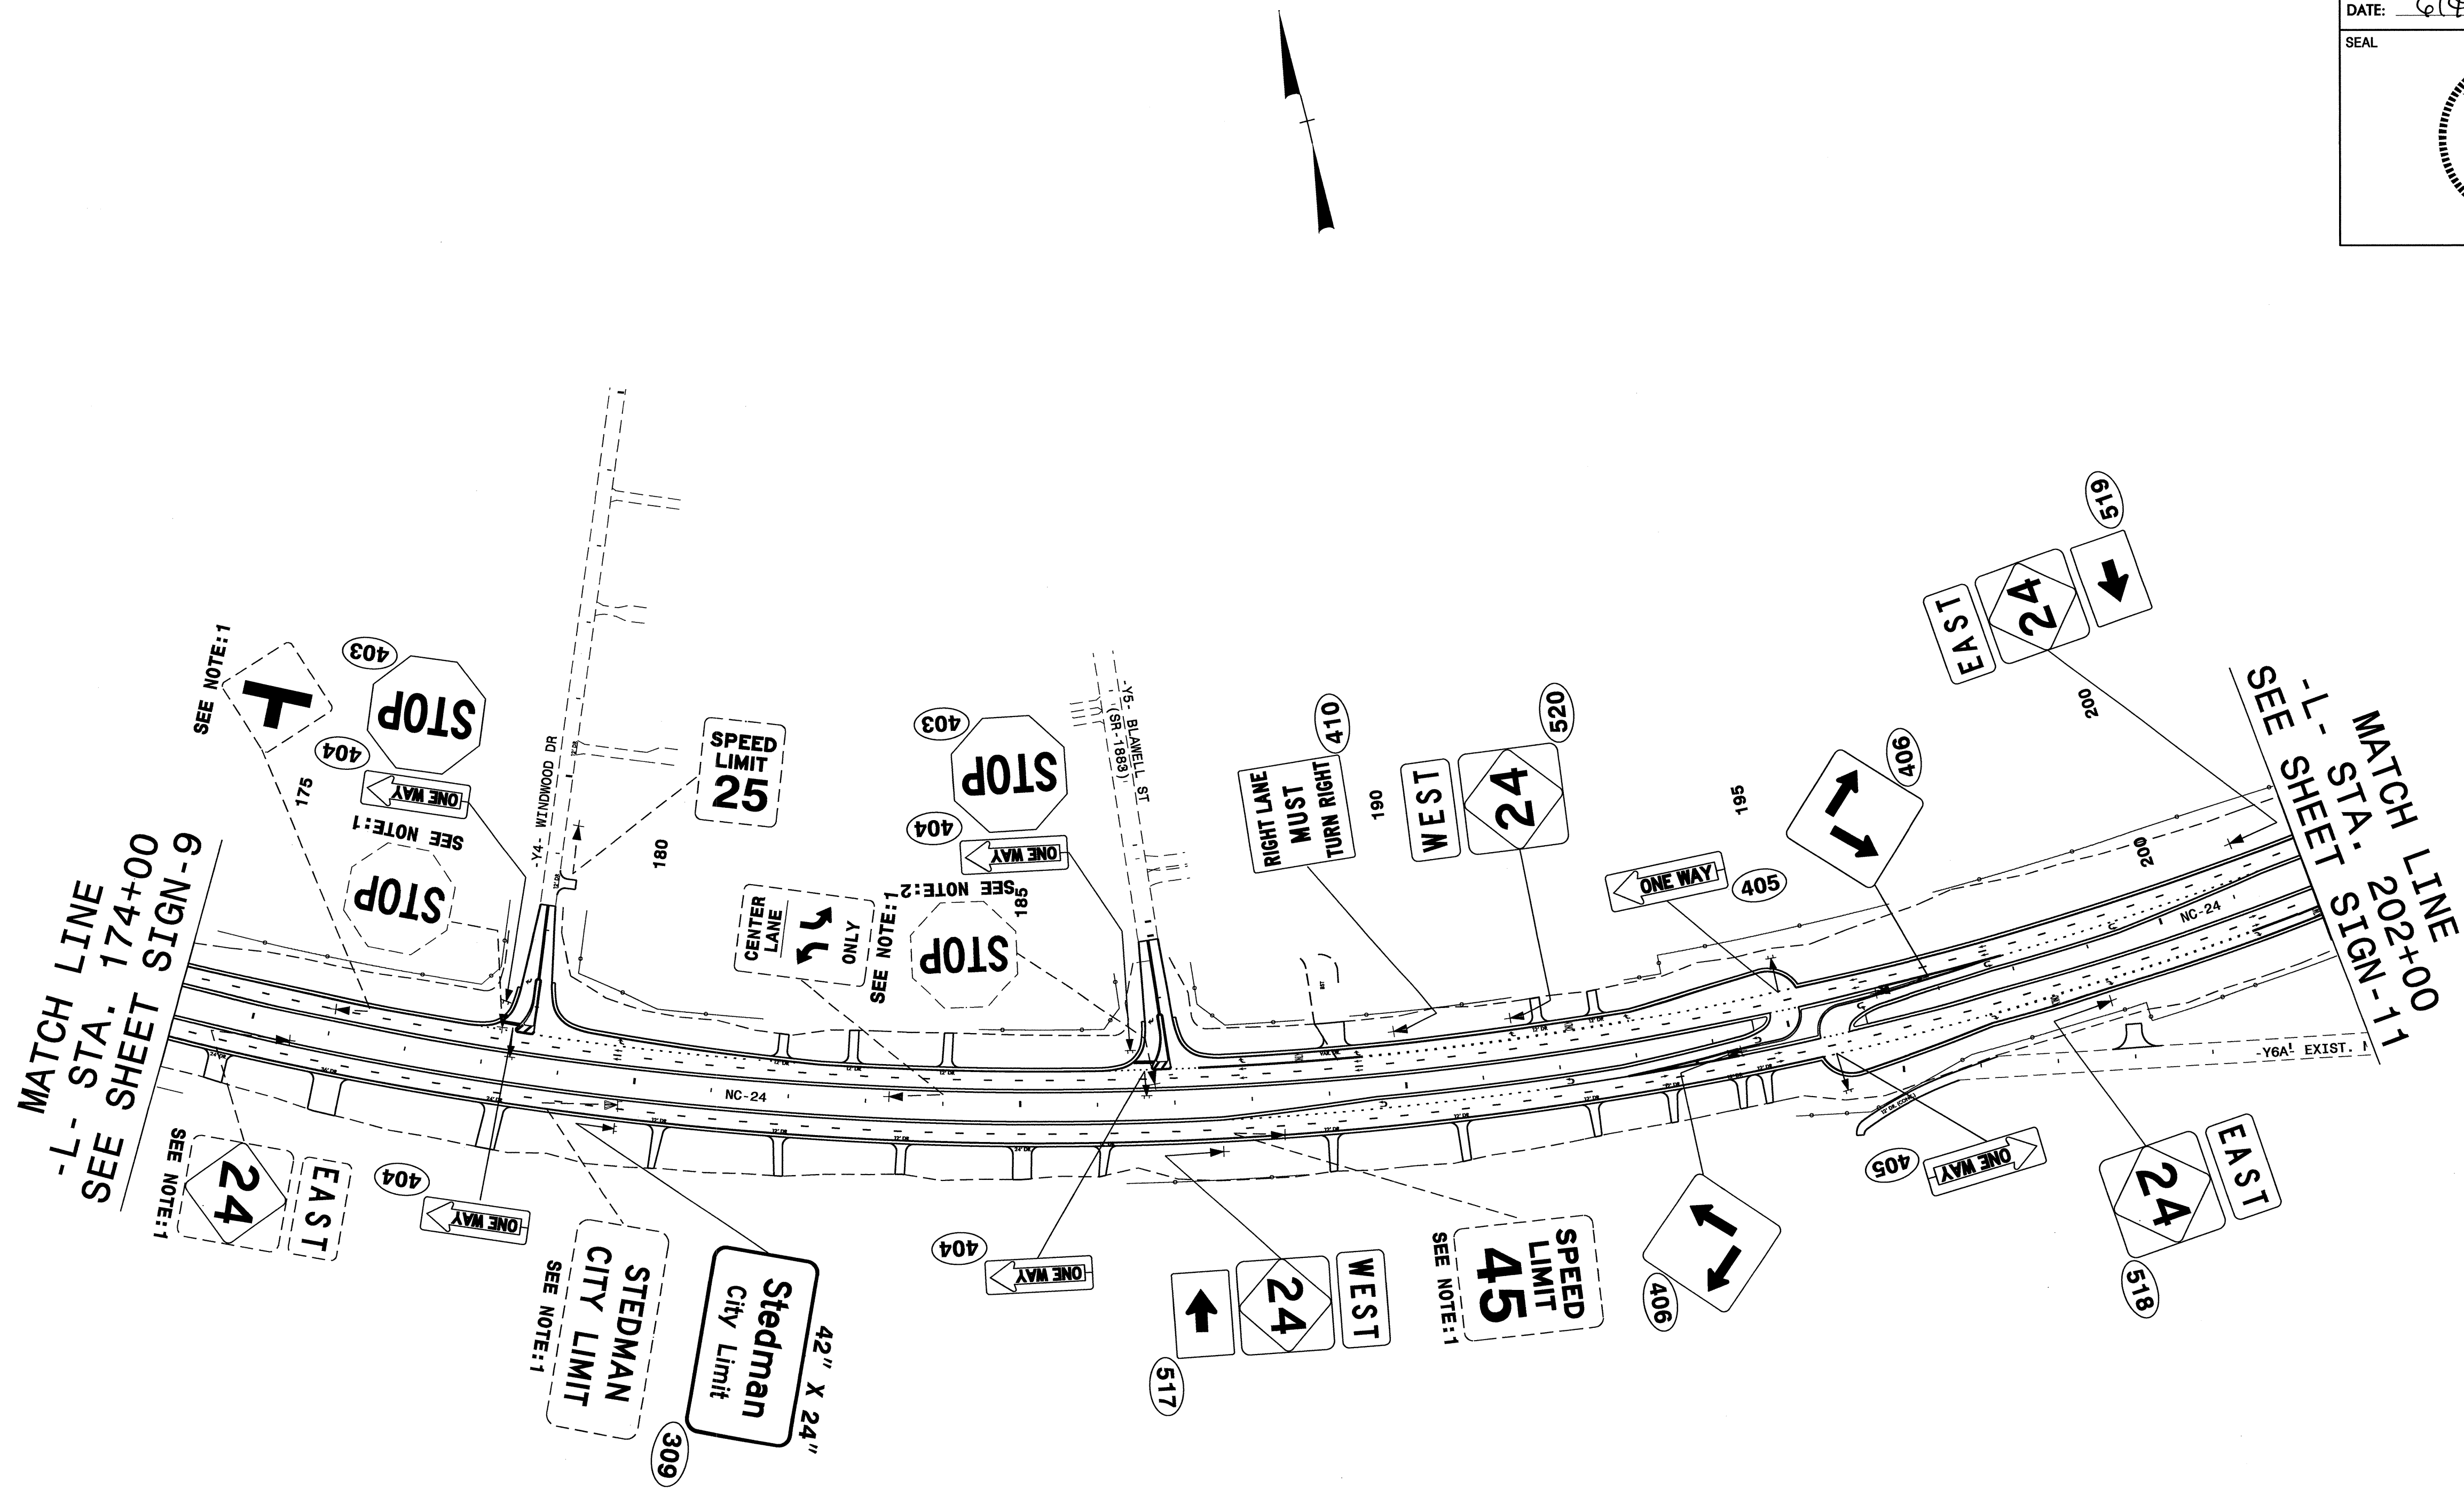 DATE:
SEAL
MATCH LINE
-L- STA. 174+00
SEE SHEET SIGN-9
SEE NOTE:1
403
STOP
404
ONE WAY
SEE NOTE:1
STOP
175
-Y4- WINDWOOD DR
SPEED
LIMIT
25
180
CENTER
LANE
ONLY
SEE NOTE:1
403
STOP
404
ONE WAY
SEE NOTE:2
STOP
185
-Y5- BLAWELL ST
(SR-1883)
410
RIGHT LANE
MUST
TURN RIGHT
190
520
WEST
24
195
ONE WAY
405
406
519
EAST
24
200
200
MATCH LINE
-L- STA. 202+00
SEE SHEET SIGN-11
NC-24
NC-24
-Y6A- EXIST.
SEE NOTE:1
24
EAST
404
ONE WAY
STEDMAN
CITY LIMIT
SEE NOTE:1
Stedman
City Limit
42" X 24"
309
404
ONE WAY
517
24
WEST
SPEED
LIMIT
45
SEE NOTE:1
406
405
ONE WAY
EAST
24
518